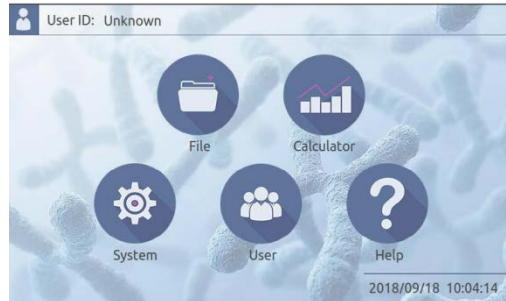 User ID: Unknown
File
Calculator
System
User
Help
2018/09/18 10:04:14